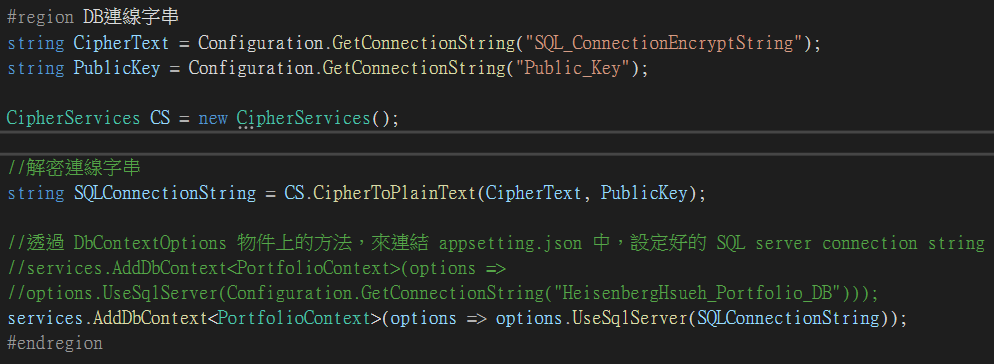 #region DB連線字串
string CipherText = Configuration.GetConnectionString("SQL_ConnectionEncryptString");
string PublicKey = Configuration.GetConnectionString("Public_Key");
CipherServices CS = new CipherServices();
//解密連線字串
string SQLConnectionString = CS.CipherToPlainText(CipherText, PublicKey);
//透過 DbContextOptions 物件上的方法，來連結 appsetting.json 中，設定好的 SQL server connection string
//services.AddDbContext<PortfolioContext>(options =>
//options.UseSqlServer(Configuration.GetConnectionString("HeisenbergHsueh_Portfolio_DB")));
services.AddDbContext<PortfolioContext>(options => options.UseSqlServer(SQLConnectionString));
#endregion